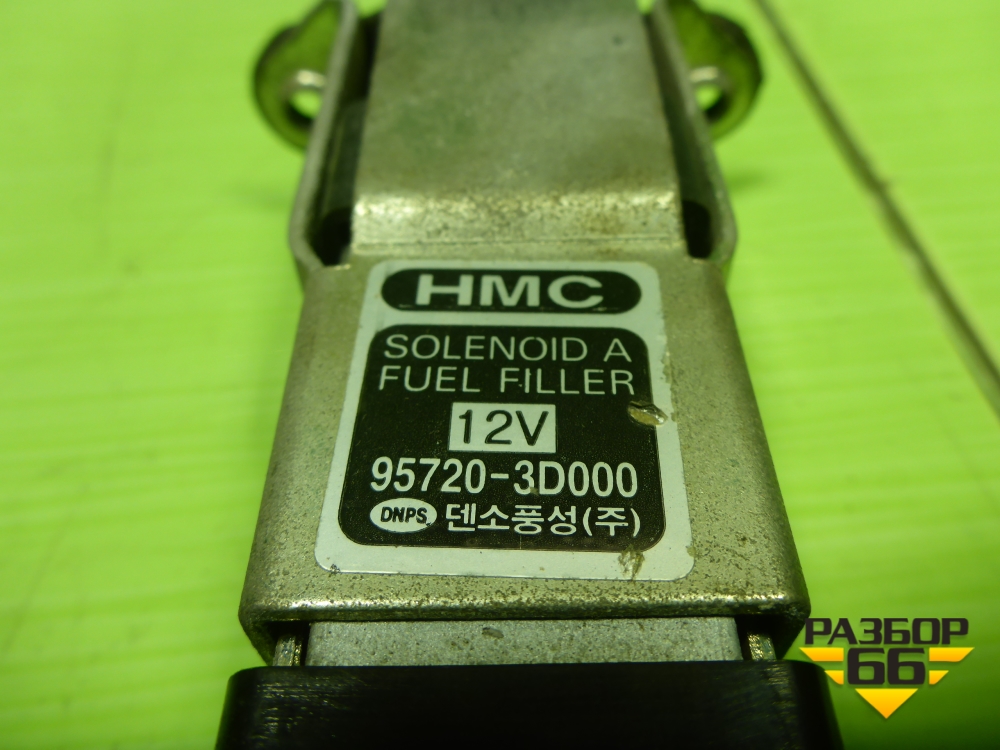 HMC
SOLENOID A
FUEL FILLER
12V
95720-3D000
DNPS 덴소풍성(주)
РАЗБОР
66